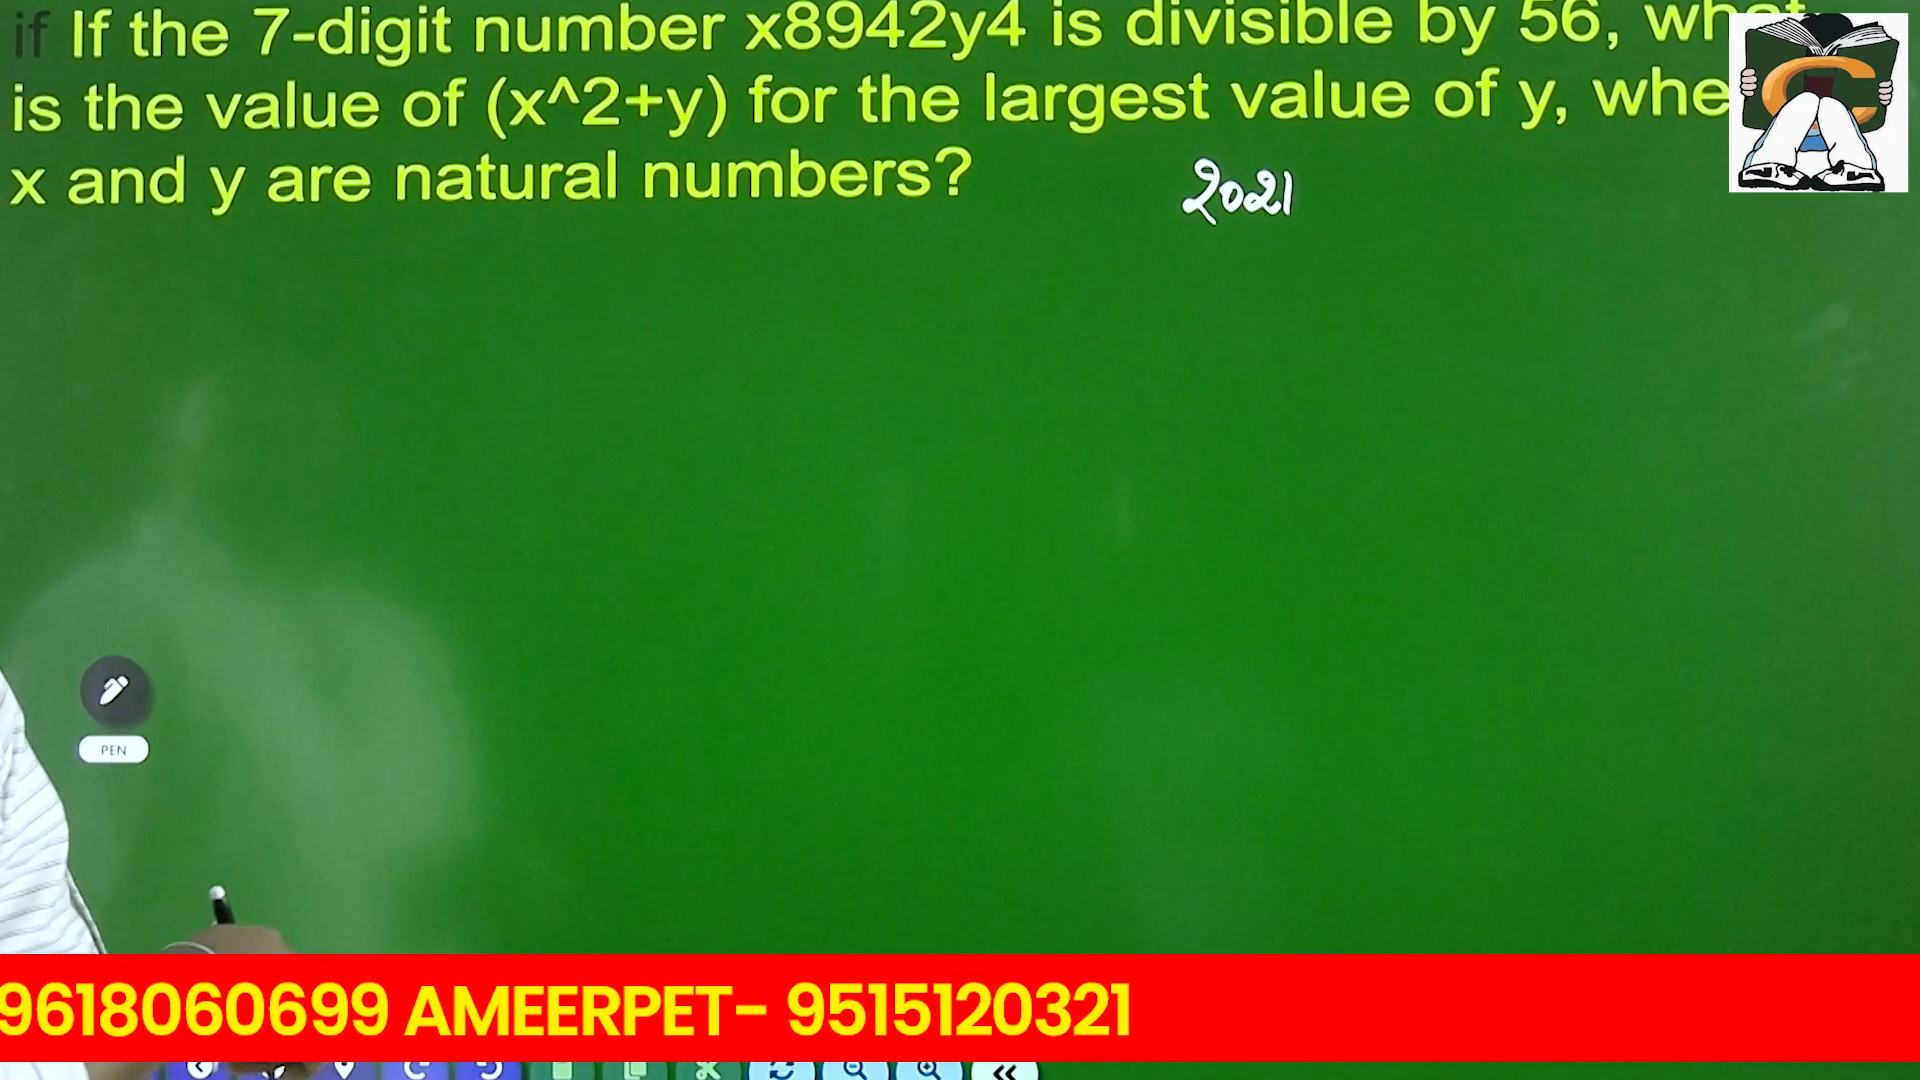 if If the 7-digit number x8942y4 is divisible by 56, what
is the value of (x^2+y) for the largest value of y, whe
x and y are natural numbers?
2021
PEN
9618060699 AMEERPET- 9515120321